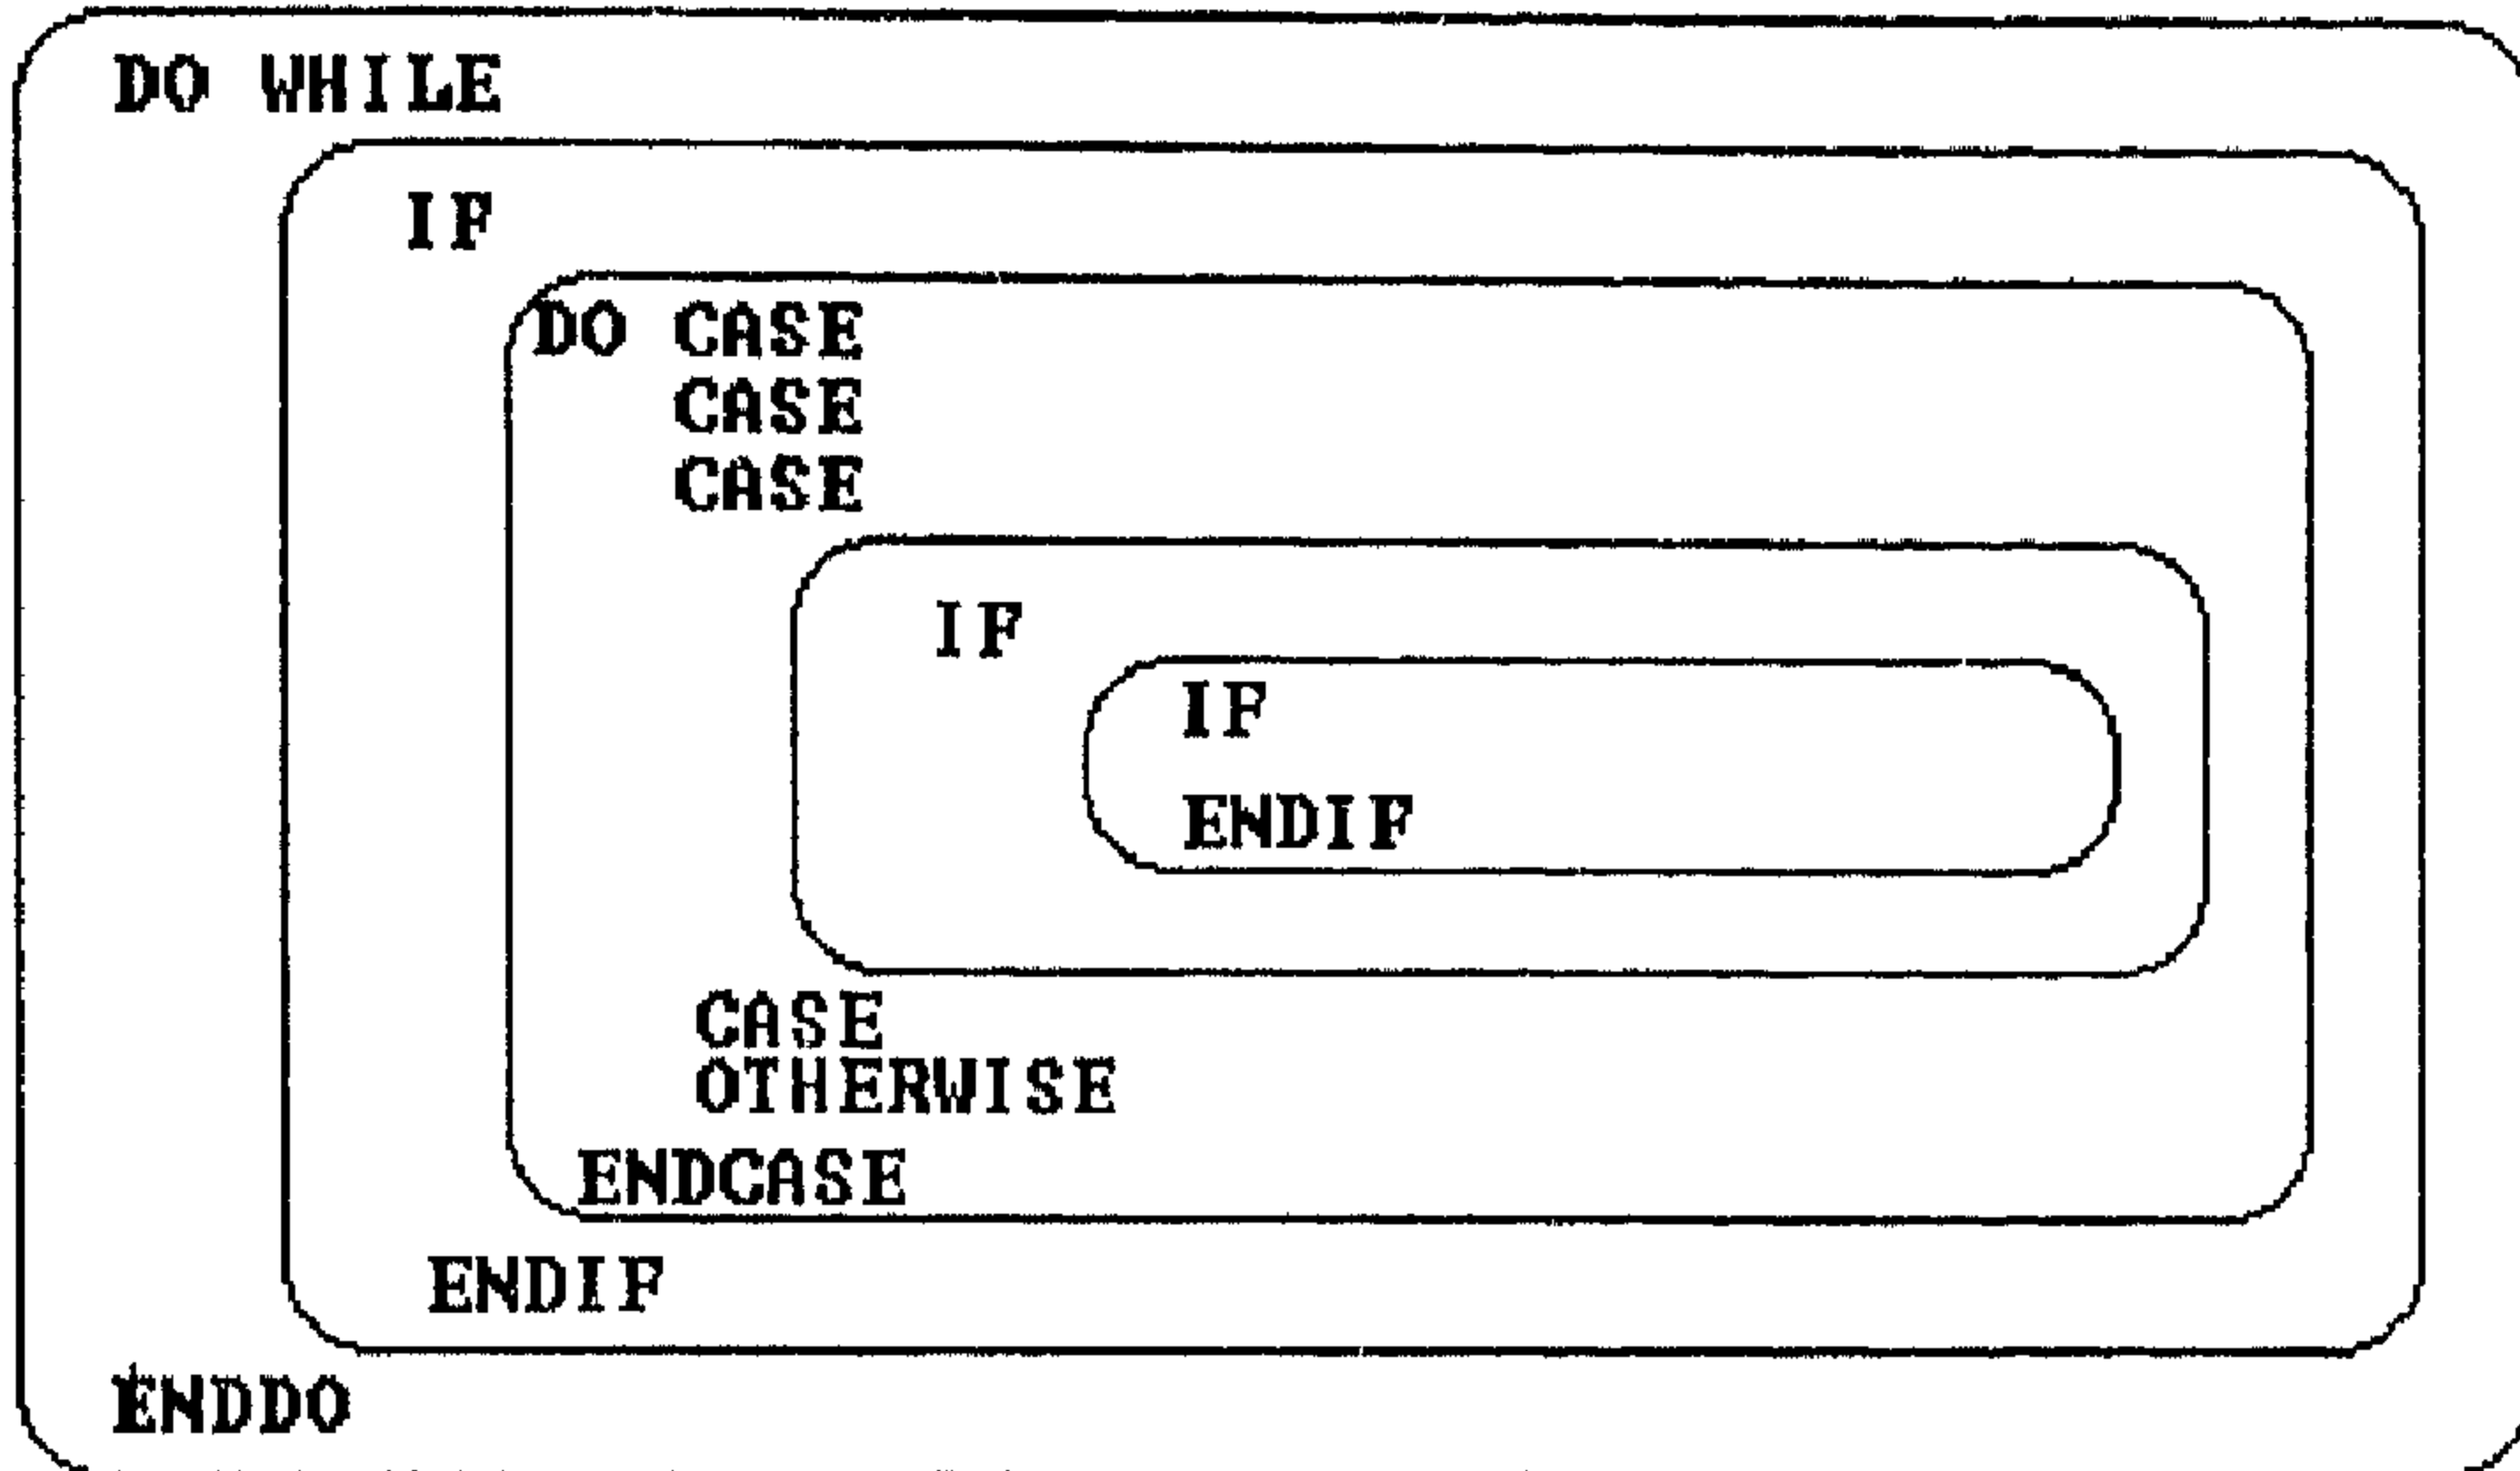 DO WHILE
IF
DO CASE
CASE
CASE
IF
IF
ENDIF
CASE
OTHERWISE
ENDCASE
ENDIF
ENDDO